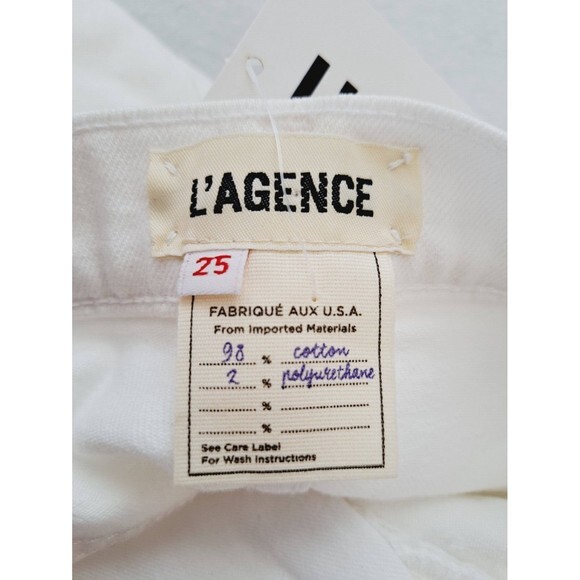 L'AGENCE
25
FABRIQUÉ AUX U.S.A.
From Imported Materials
98 % cotton
2 % polyurethane
%
%
See Care Label
For Wash Instructions